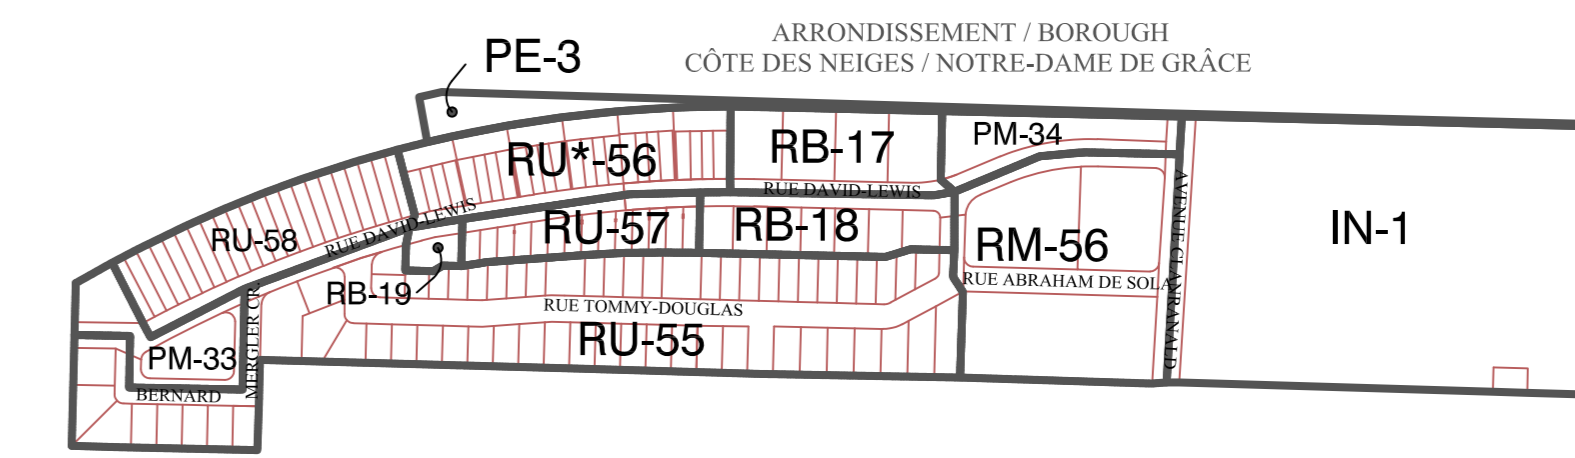 ARRONDISSEMENT / BOROUGH
CÔTE DES NEIGES / NOTRE-DAME DE GRÂCE
PE-3
PM-34
RB-17
RU*-56
RUE DAVID-LEWIS
RUE DAVID-LEWIS
RU-58
RU-57
RB-18
RM-56
IN-1
AVENUE CLANRANALD
RUE ABRAHAM DE SOLA
RB-19
RUE TOMMY-DOUGLAS
RU-55
MERGLER CR.
PM-33
BERNARD